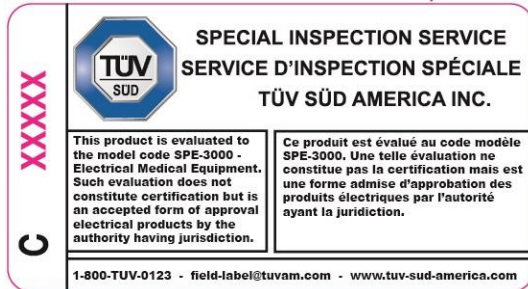 SPECIAL INSPECTION SERVICE
SERVICE D'INSPECTION SPÉCIALE
TÜV SÜD AMERICA INC.
TÜV
SÜD
C XXXXX
This product is evaluated to
the model code SPE-3000 -
Electrical Medical Equipment.
Such evaluation does not
constitute certification but is
an accepted form of approval
electrical products by the
authority having jurisdiction.
Ce produit est évalué au code modèle
SPE-3000. Une telle évaluation ne
constitue pas la certification mais est
une forme admise d'approbation des
produits électriques par l'autorité
ayant la juridiction.
1-800-TUV-0123 - field-label@tuvam.com - www.tuv-sud-america.com